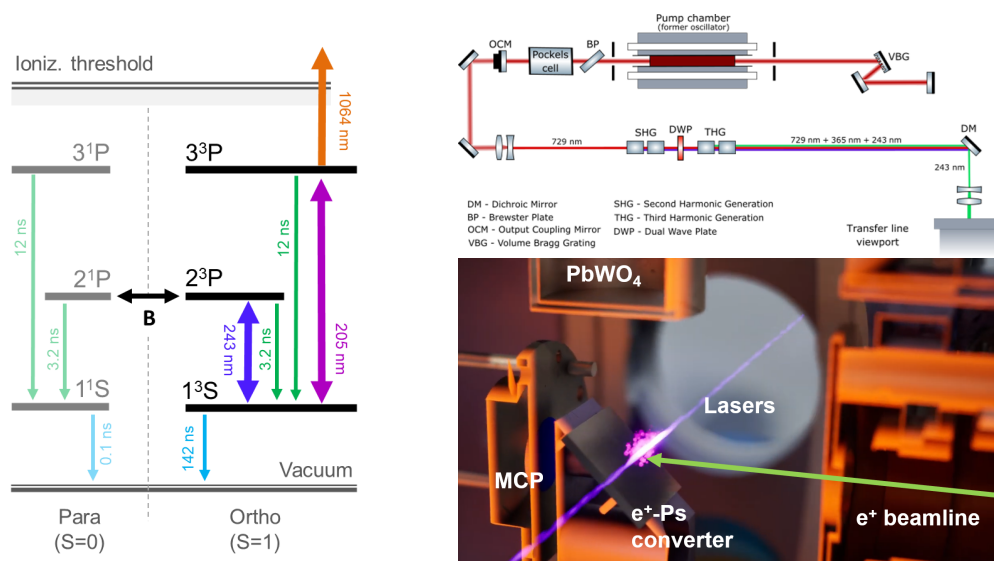 Ioniz. threshold
1064 nm
3¹P
3³P
12 ns
12 ns
2¹P
2³P
B
3.2 ns
243 nm
3.2 ns
205 nm
1¹S
1³S
0.1 ns
142 ns
Vacuum
Para
(S=0)
Ortho
(S=1)
Pump chamber
(former oscillator)
OCM
Pockels
cell
BP
VBG
729 nm
SHG
DWP
THG
729 nm + 365 nm + 243 nm
DM
243 nm
DM - Dichroic Mirror
BP - Brewster Plate
OCM - Output Coupling Mirror
VBG - Volume Bragg Grating
SHG - Second Harmonic Generation
THG - Third Harmonic Generation
DWP - Dual Wave Plate
Transfer line
viewport
PbWO₄
Lasers
MCP
e⁺-Ps
converter
e⁺ beamline